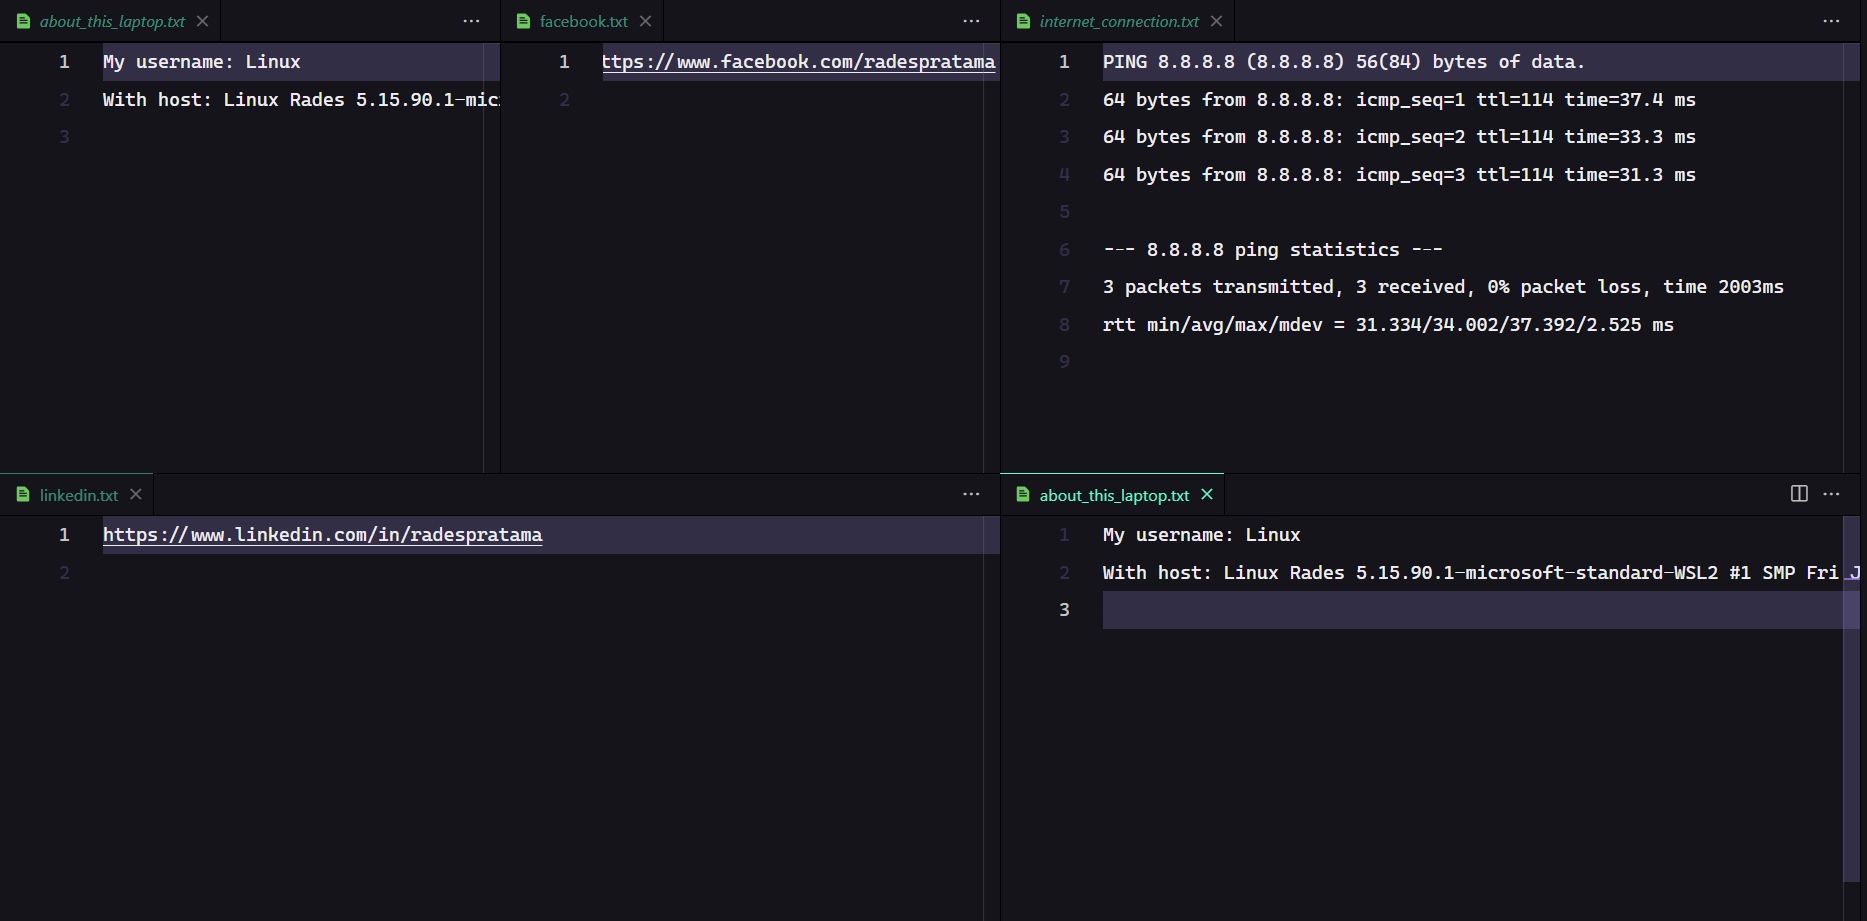 about_this_laptop.txt
1 My username: Linux
2 With host: Linux Rades 5.15.90.1-mic
3
facebook.txt
1 ttps://www.facebook.com/radespratama
2
internet_connection.txt
1 PING 8.8.8.8 (8.8.8.8) 56(84) bytes of data.
2 64 bytes from 8.8.8.8: icmp_seq=1 ttl=114 time=37.4 ms
3 64 bytes from 8.8.8.8: icmp_seq=2 ttl=114 time=33.3 ms
4 64 bytes from 8.8.8.8: icmp_seq=3 ttl=114 time=31.3 ms
5
6 --- 8.8.8.8 ping statistics ---
7 3 packets transmitted, 3 received, 0% packet loss, time 2003ms
8 rtt min/avg/max/mdev = 31.334/34.002/37.392/2.525 ms
9
linkedin.txt
1 https://www.linkedin.com/in/radespratama
2
about_this_laptop.txt
1 My username: Linux
2 With host: Linux Rades 5.15.90.1-microsoft-standard-WSL2 #1 SMP Fri J
3